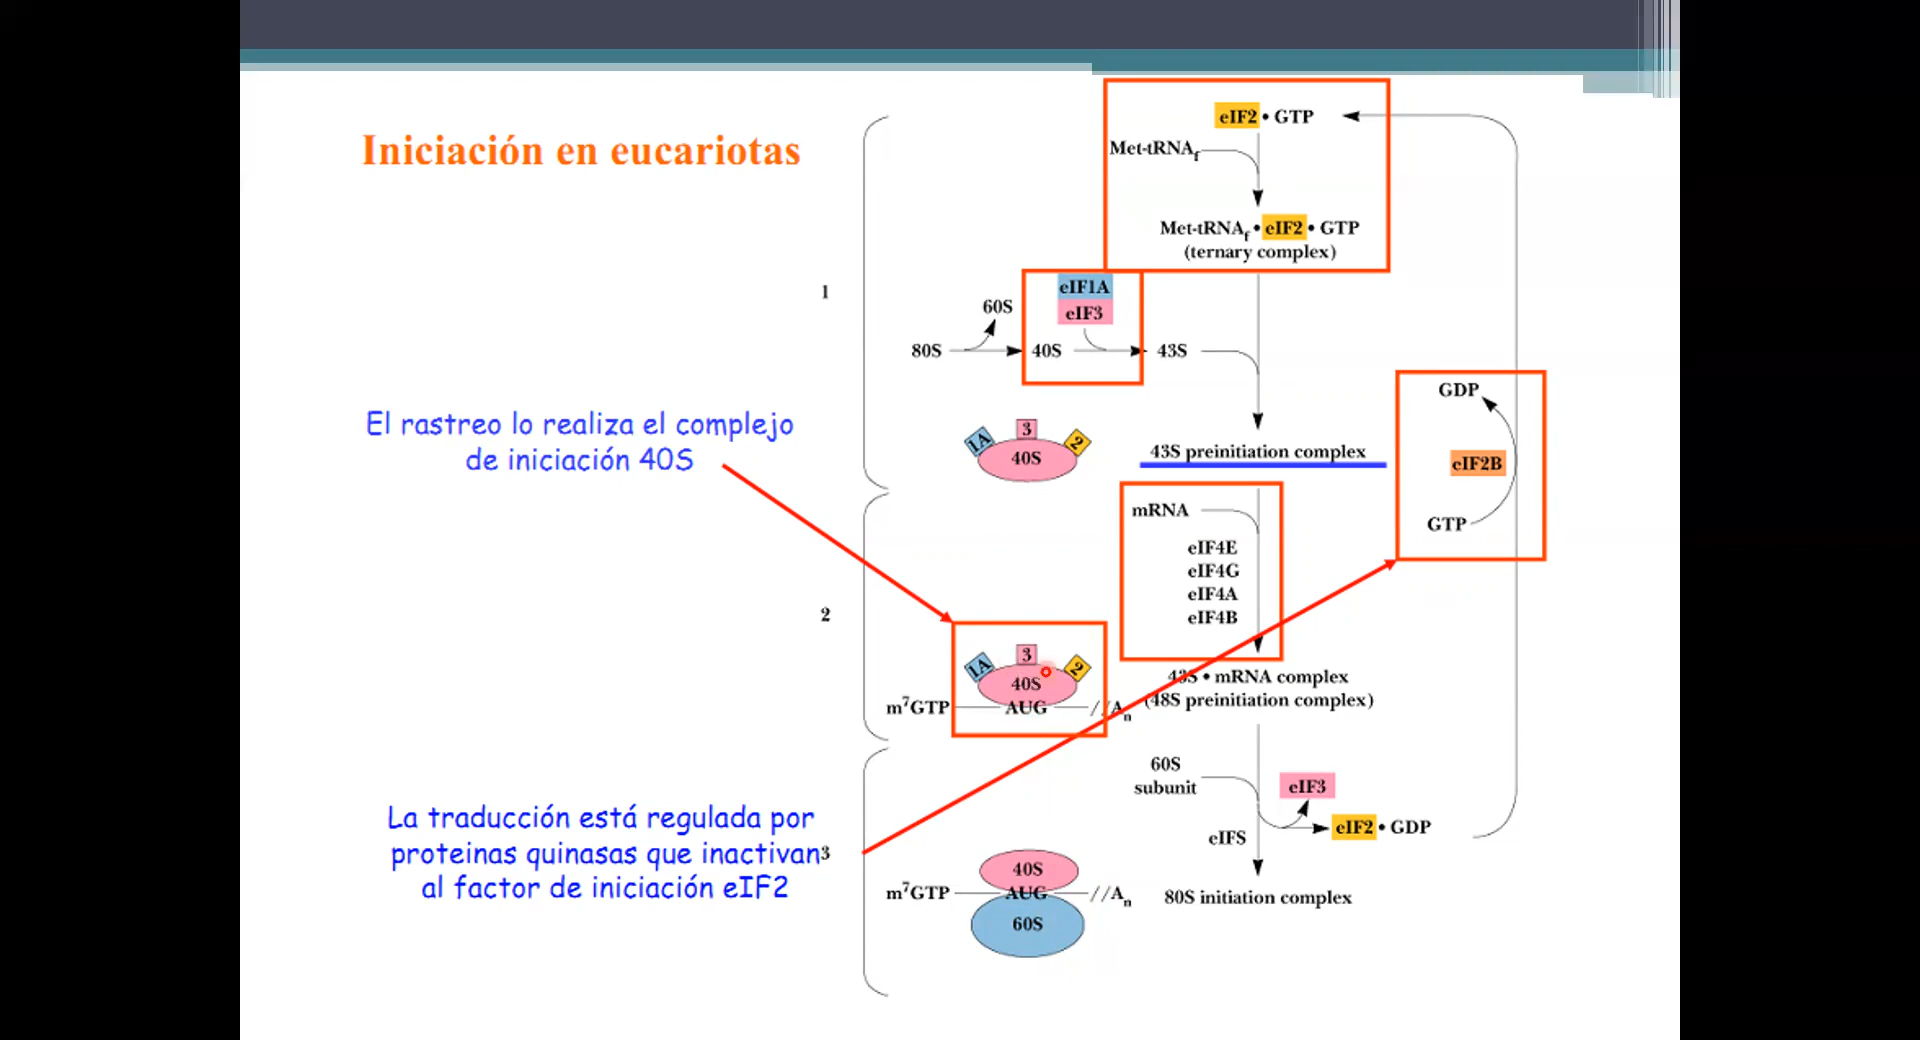 Iniciación en eucariotas
eIF2 • GTP
Met-tRNAf
Met-tRNAf • eIF2 • GTP
(ternary complex)
1
eIF1A
eIF3
60S
80S
40S
43S
El rastreo lo realiza el complejo
de iniciación 40S
1A
3
2
40S
43S preinitiation complex
GDP
eIF2B
GTP
mRNA
eIF4E
eIF4G
eIF4A
eIF4B
2
1A
3
2
40S
m⁷GTP
AUG
//An
43S • mRNA complex
(48S preinitiation complex)
60S
subunit
eIF3
eIF2 • GDP
eIFS
La traducción está regulada por
proteinas quinasas que inactivan
al factor de iniciación eIF2
3
40S
m⁷GTP
AUG
//An
60S
80S initiation complex